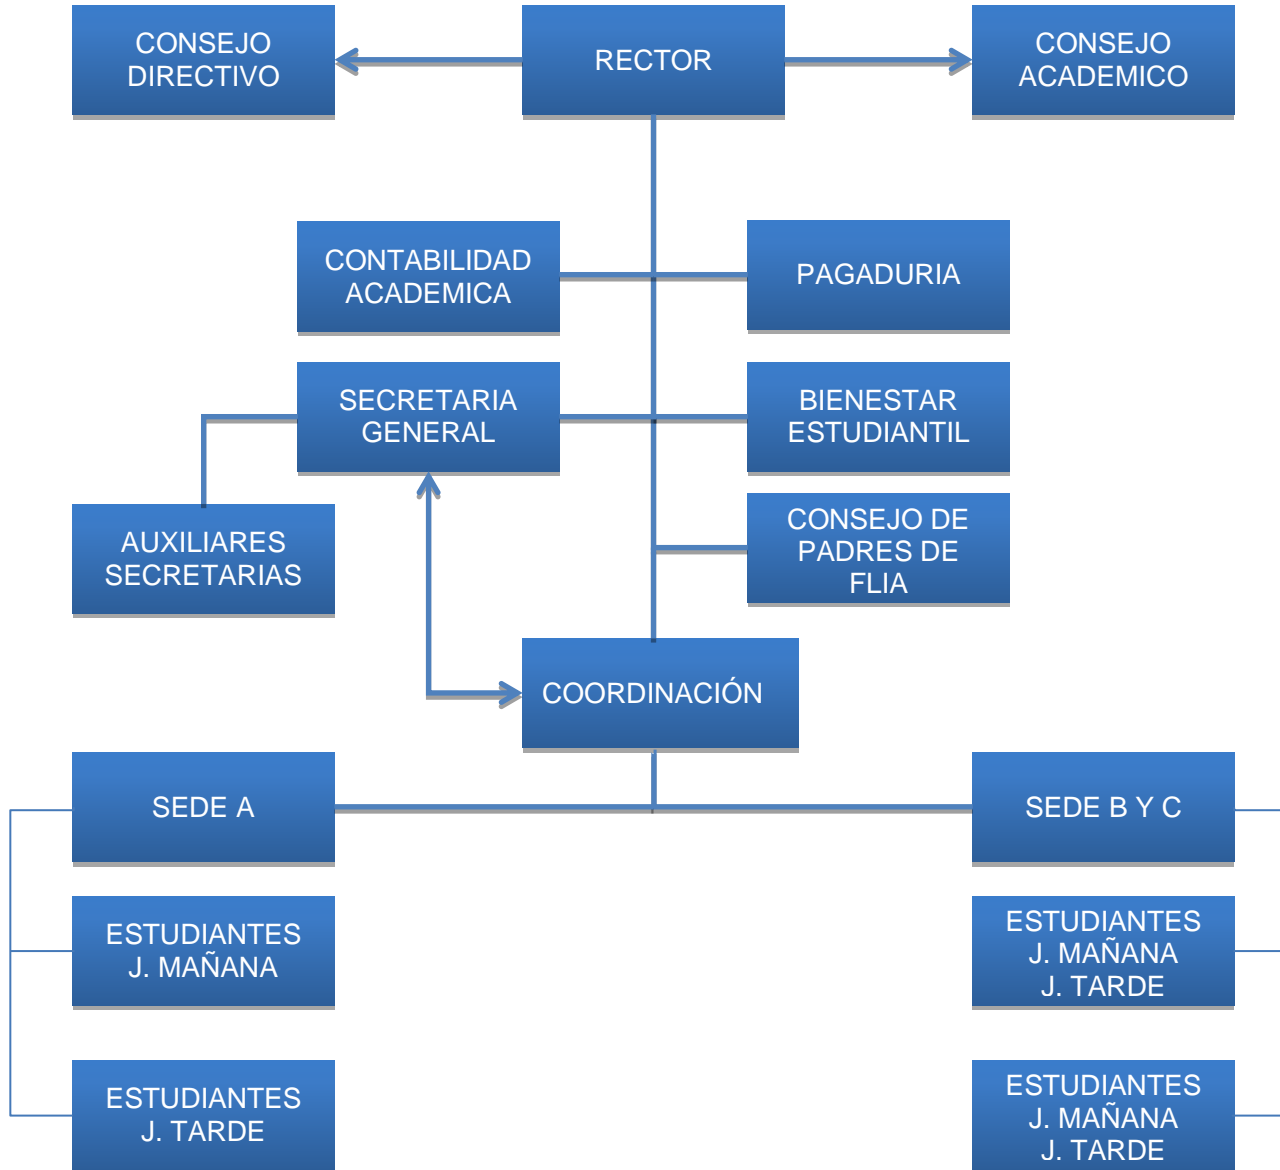 CONSEJO
DIRECTIVO
RECTOR
CONSEJO
ACADEMICO
CONTABILIDAD
ACADEMICA
PAGADURIA
SECRETARIA
GENERAL
BIENESTAR
ESTUDIANTIL
AUXILIARES
SECRETARIAS
CONSEJO DE
PADRES DE
FLIA
COORDINACIÓN
SEDE A
SEDE B Y C
ESTUDIANTES
J. MAÑANA
ESTUDIANTES
J. MAÑANA
J. TARDE
ESTUDIANTES
J. TARDE
ESTUDIANTES
J. MAÑANA
J. TARDE